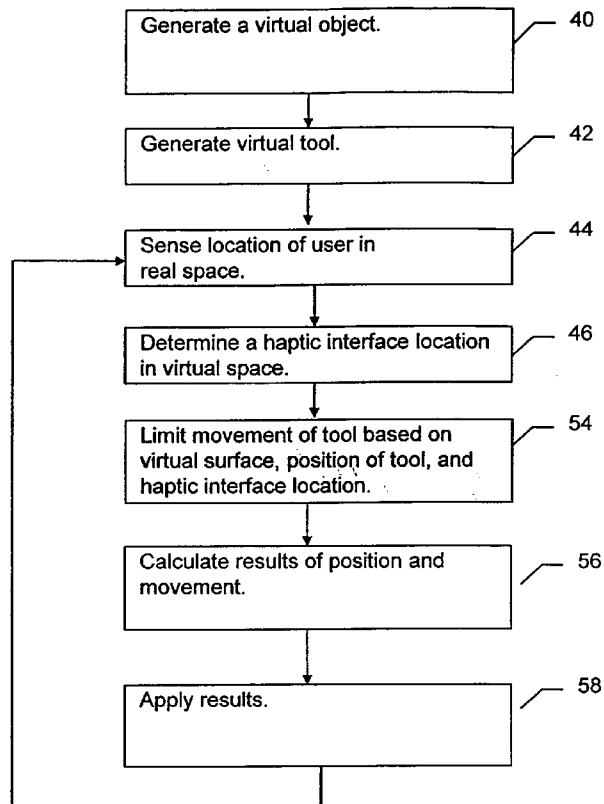 Generate a virtual object.
40
Generate virtual tool.
42
Sense location of user in
real space.
44
Determine a haptic interface location
in virtual space.
46
Limit movement of tool based on
virtual surface, position of tool, and
haptic interface location.
54
Calculate results of position and
movement.
56
Apply results.
58